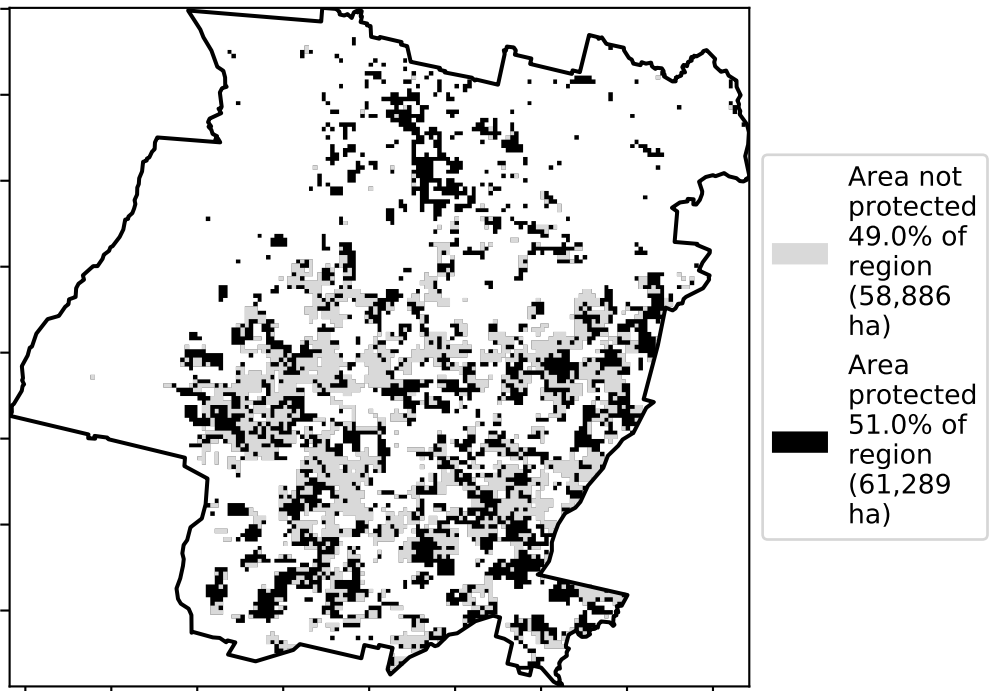 Area not
protected
49.0% of
region
(58,886
ha)
Area
protected
51.0% of
region
(61,289
ha)